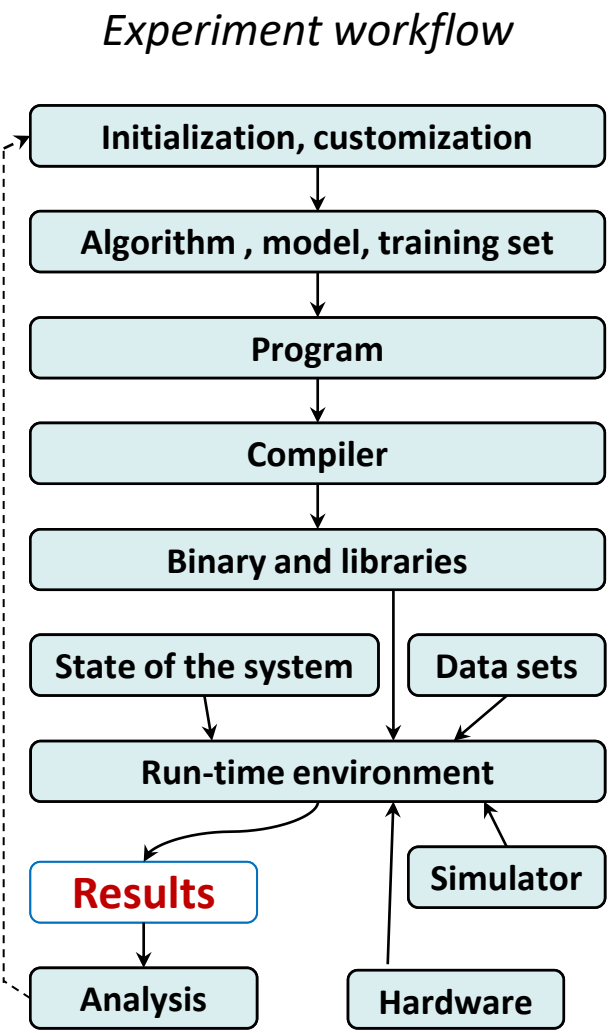 Experiment workflow
Initialization, customization
Algorithm , model, training set
Program
Compiler
Binary and libraries
State of the system
Data sets
Run-time environment
Results
Simulator
Analysis
Hardware